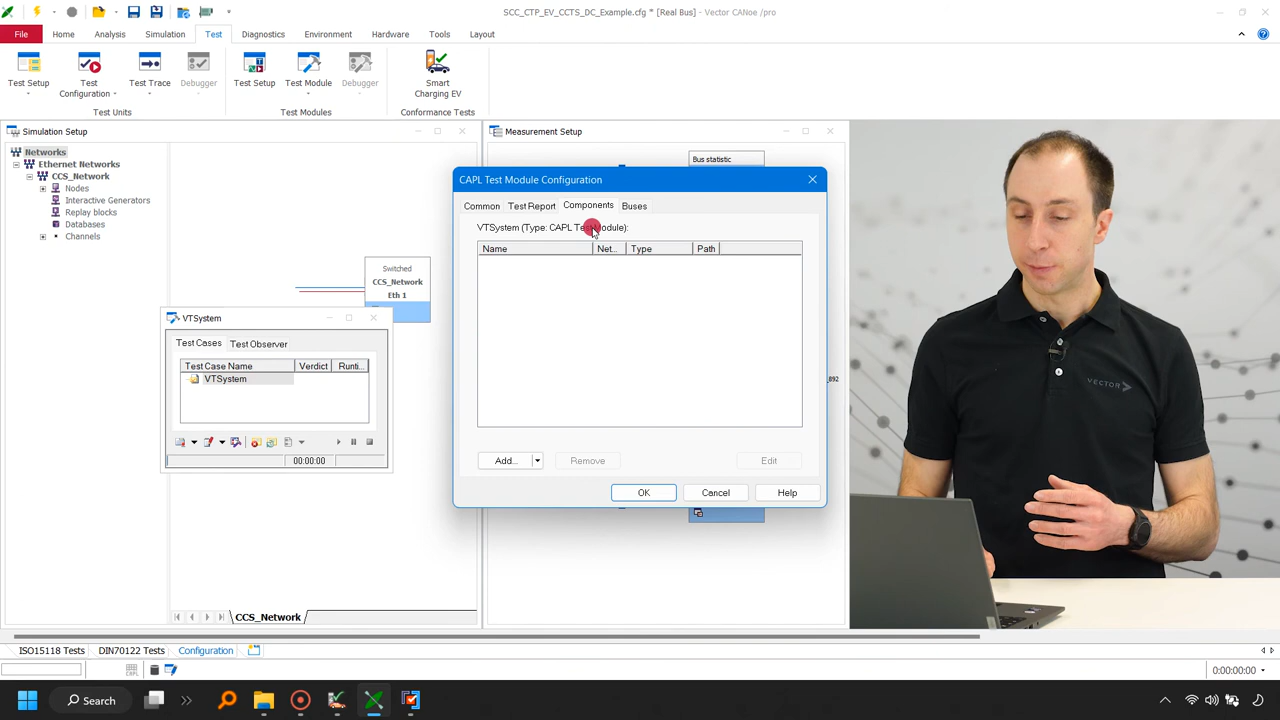 SCC_CTP_EV_CCTS_DC_Example.cfg * [Real Bus] - Vector CANoe /pro
File
Home
Analysis
Simulation
Test
Diagnostics
Environment
Hardware
Tools
Layout
Test Setup
Test Configuration
Test Trace
Debugger
Test Setup
Test Module
Debugger
Smart Charging EV
Test Units
Test Modules
Conformance Tests
Simulation Setup
Measurement Setup
Networks
Ethernet Networks
CCS_Network
Nodes
Interactive Generators
Replay blocks
Databases
Channels
Switched
CCS_Network
Eth 1
Bus statistic
VTSystem
Test Cases
Test Observer
Test Case Name
Verdict
Runti...
VTSystem
00:00:00
CAPL Test Module Configuration
Common
Test Report
Components
Buses
VTSystem (Type: CAPL Module):
Name
Net...
Type
Path
Add...
Remove
Edit
OK
Cancel
Help
_892
VECTOR
CCS_Network
ISO15118 Tests
DIN70122 Tests
Configuration
CAPL
0:00:00:00
Search